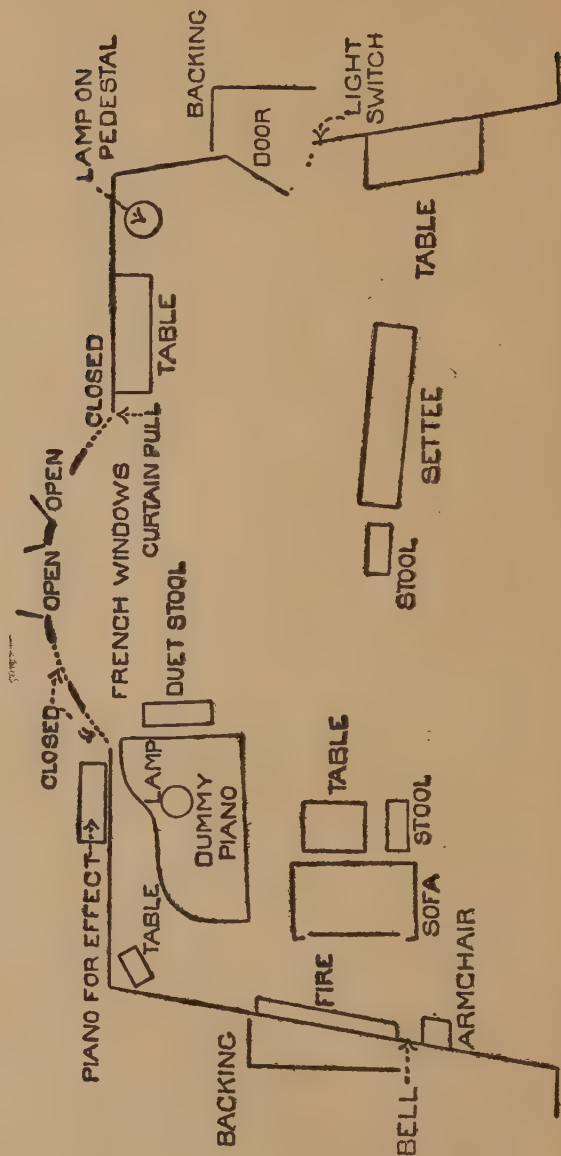 CLOSED
OPEN
OPEN
PIANO FOR EFFECT
CLOSED
LAMP ON
PEDESTAL
FRENCH WINDOWS
CURTAIN PULL
TABLE
LAMP
DUET STOOL
TABLE
BACKING
DUMMY
PIANO
BACKING
DOOR
FIRE
TABLE
LIGHT
SWITCH
BELL
SOFA
STOOL
STOOL
SETTEE
TABLE
ARMCHAIR